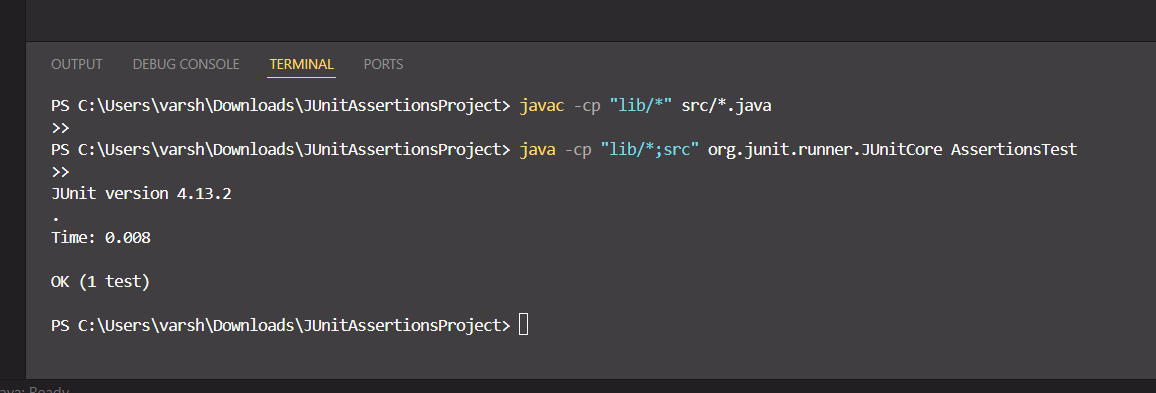 OUTPUT DEBUG CONSOLE TERMINAL PORTS
PS C:\Users\varsh\Downloads\JUnitAssertionsProject> javac -cp "lib/*" src/*.java
>>
PS C:\Users\varsh\Downloads\JUnitAssertionsProject> java -cp "lib/*;src" org.junit.runner.JUnitCore AssertionsTest
>>
JUnit version 4.13.2
.
Time: 0.008
OK (1 test)
PS C:\Users\varsh\Downloads\JUnitAssertionsProject>
ava: Ready